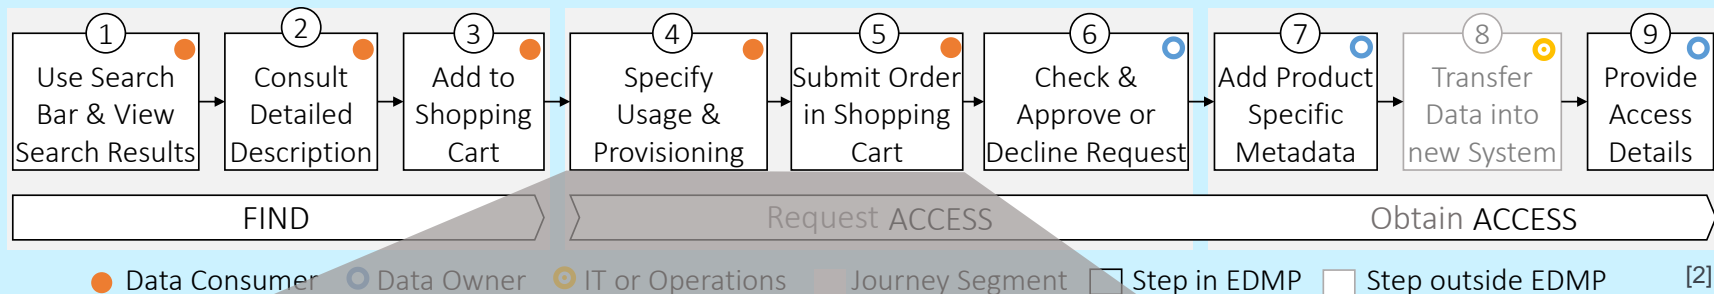 1
2
3
4
5
6
7
8
9
Use Search
Bar & View
Search Results
Consult
Detailed
Description
Add to
Shopping
Cart
Specify
Usage &
Provisioning
Submit Order
in Shopping
Cart
Check &
Approve or
Decline Request
Add Product
Specific
Metadata
Transfer
Data into
new System
Provide
Access
Details
FIND
Request ACCESS
Obtain ACCESS
Data Consumer Data Owner IT or Operations Journey Segment Step in EDMP Step outside EDMP [2]